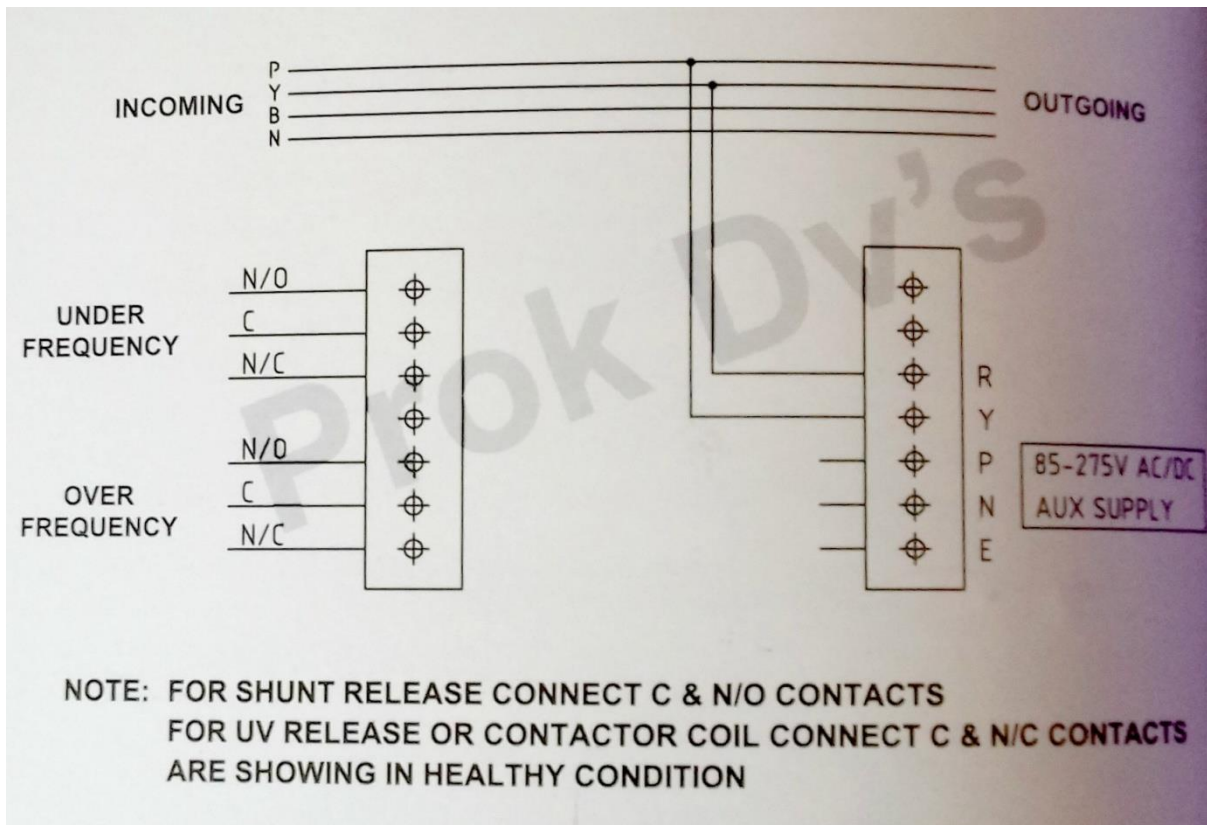 P
Y
B
N
INCOMING
OUTGOING
Prok Dv's
N/O
C
N/C
UNDER
FREQUENCY
N/O
C
N/C
OVER
FREQUENCY
R
Y
P
N
E
85-275V AC/DC
AUX SUPPLY
NOTE: FOR SHUNT RELEASE CONNECT C & N/O CONTACTS
FOR UV RELEASE OR CONTACTOR COIL CONNECT C & N/C CONTACTS
ARE SHOWING IN HEALTHY CONDITION